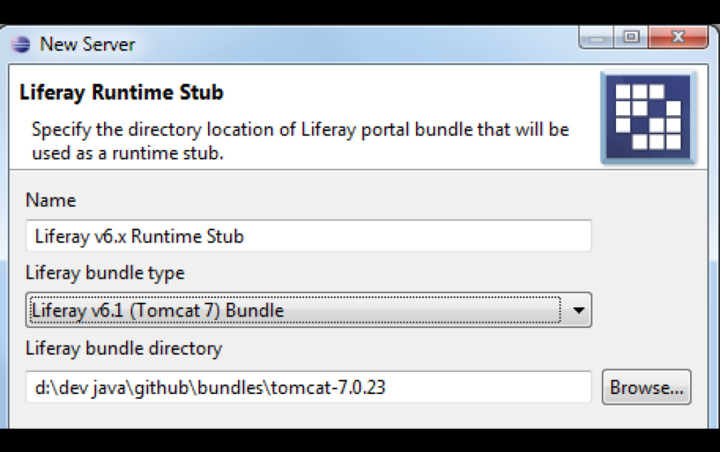 New Server
Liferay Runtime Stub
Specify the directory location of Liferay portal bundle that will be
used as a runtime stub.
Name
Liferay v6.x Runtime Stub
Liferay bundle type
Liferay v6.1 (Tomcat 7) Bundle
Liferay bundle directory
d:\dev java\github\bundles\tomcat-7.0.23
Browse...